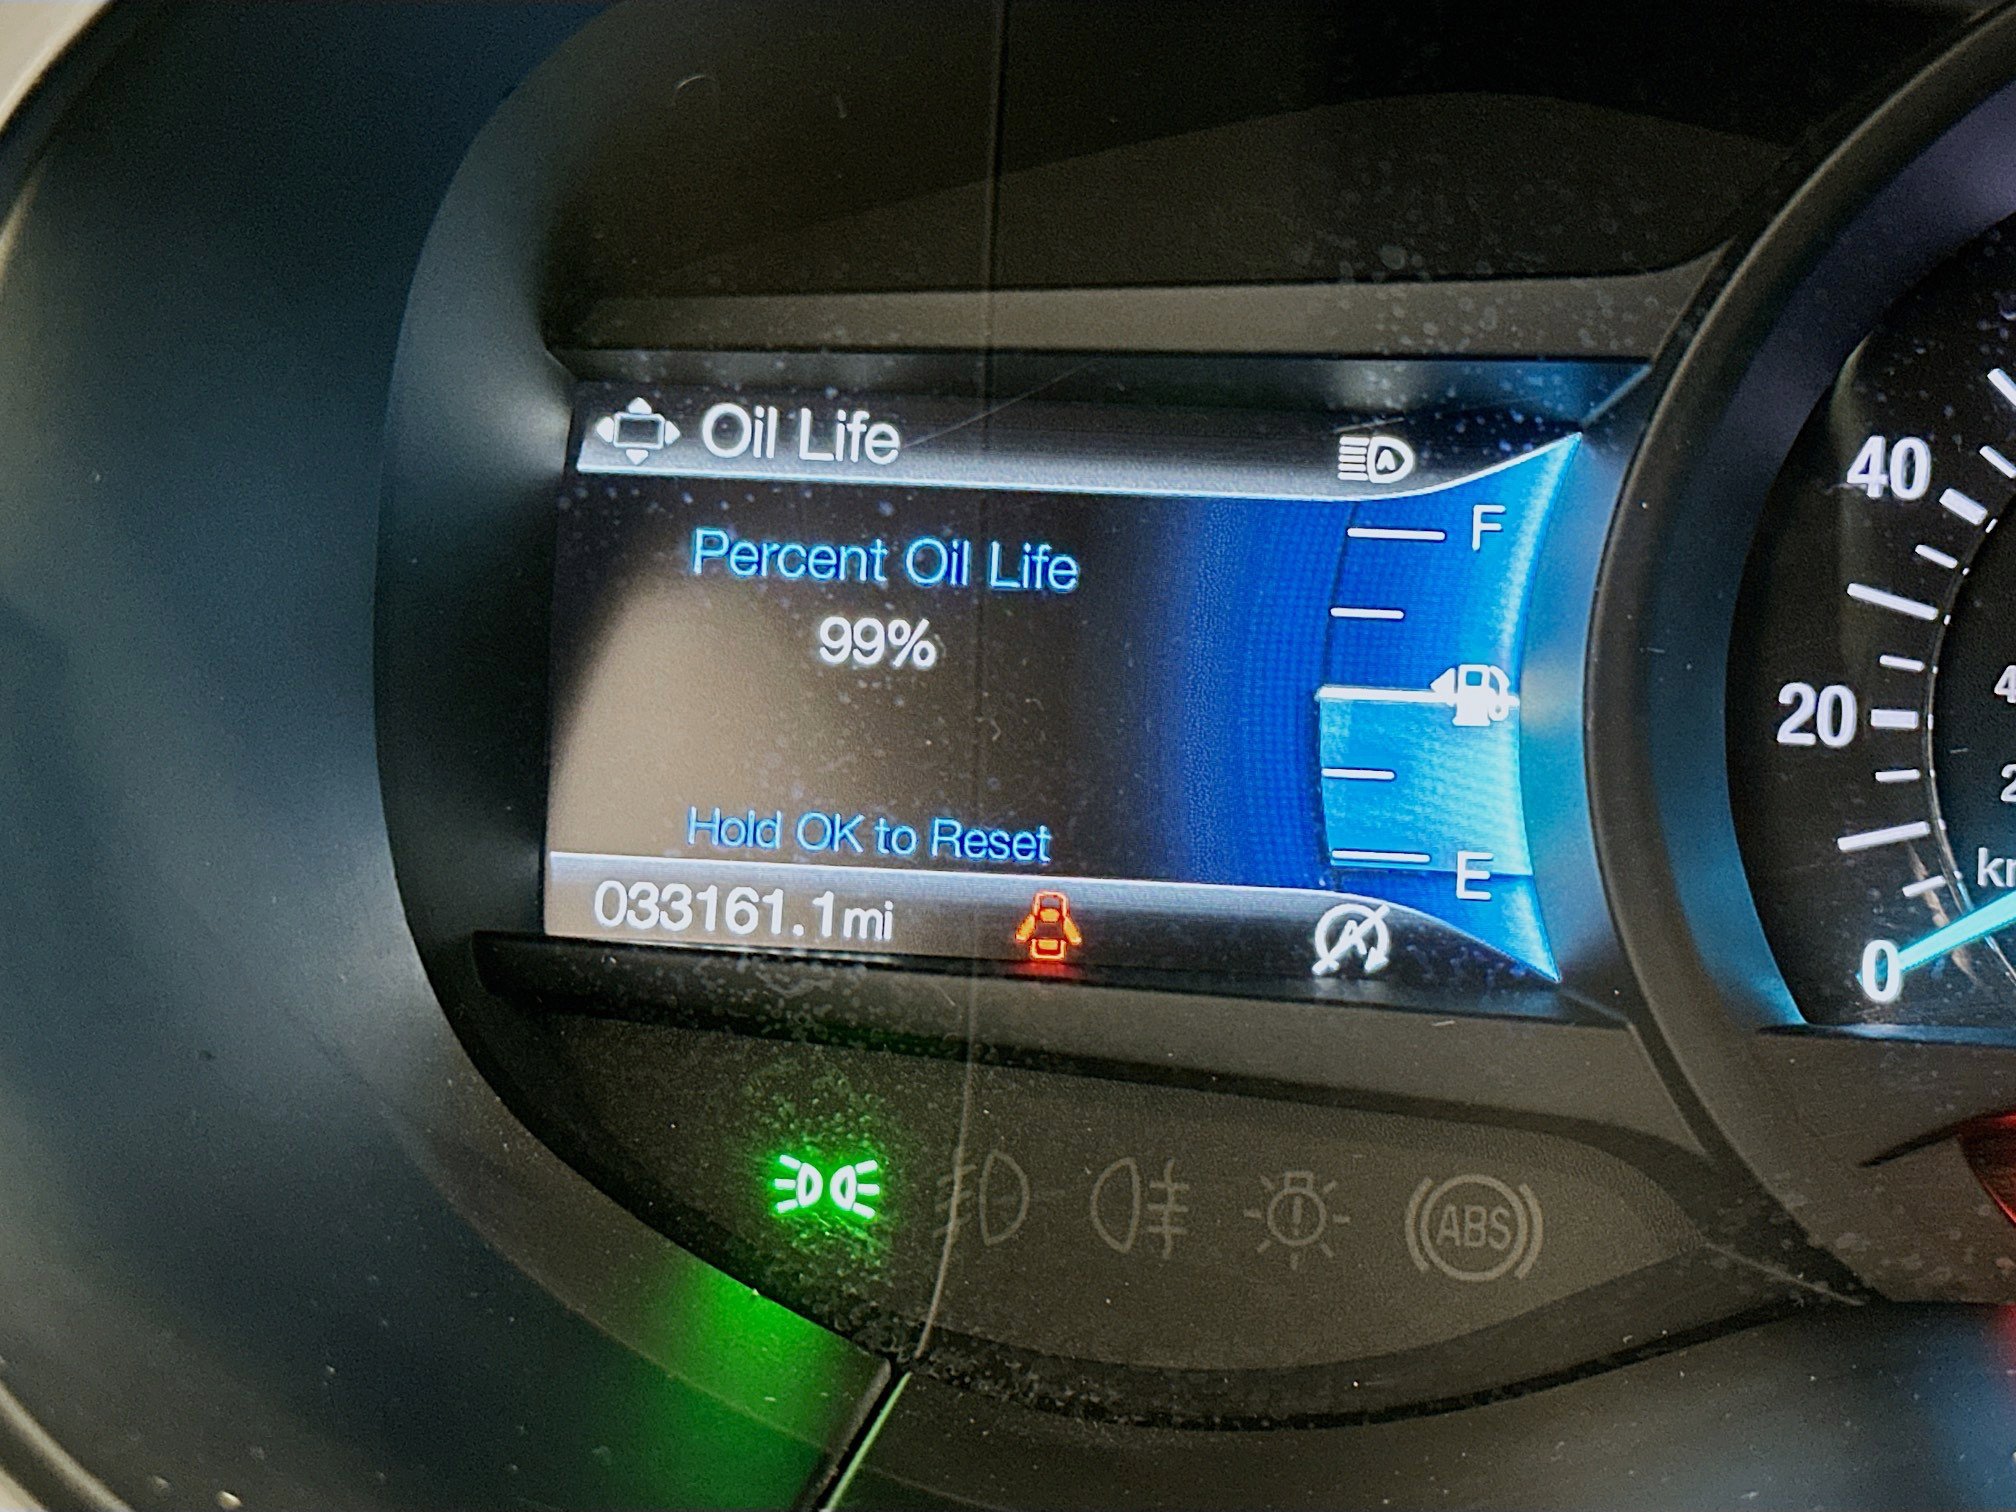 Oil Life
Percent Oil Life
99%
Hold OK to Reset
033161.1mi
F
E
40
20
0
ABS